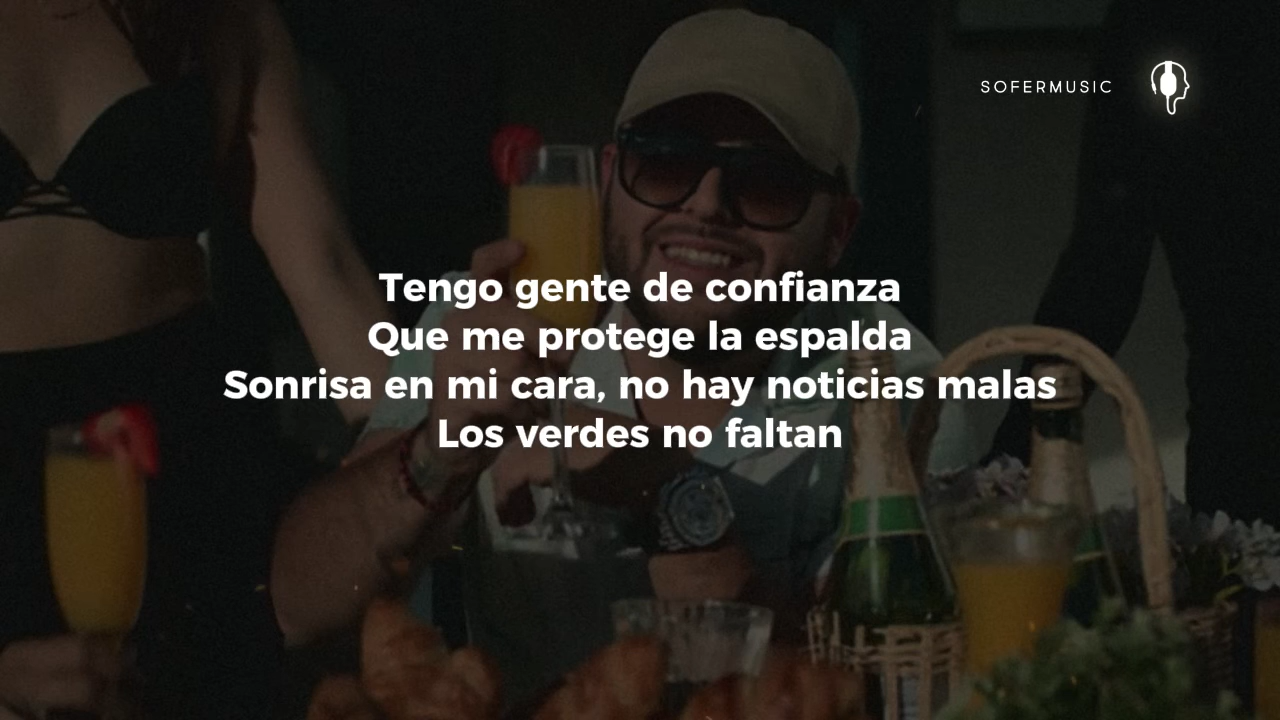 SOFERMUSIC
Tengo gente de confianza
Que me protege la espalda
Sonrisa en mi cara, no hay noticias malas
Los verdes no faltan